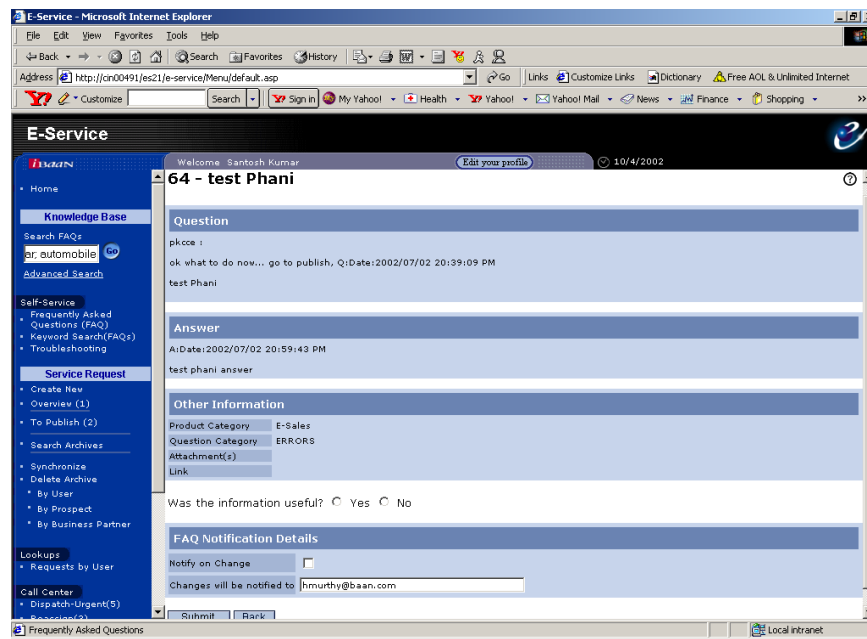 E-Service - Microsoft Internet Explorer
File Edit View Favorites Tools Help
Back Search Favorites History
Address http://cin00491/es21/e-service/Menu/default.asp Go Links Customize Links Dictionary Free AOL & Unlimited Internet
Y7 Customize Search Sign in My Yahoo! Health Yahoo! Yahoo! Mail News Finance Shopping »
E-Service
iBaan Welcome Santosh Kumar Edit your profile 10/4/2002
64 - test Phani
Home
Knowledge Base
Search FAQs
ar; automobile Go
Advanced Search
Self-Service
Frequently Asked
Questions (FAQ)
Keyword Search(FAQs)
Troubleshooting
Service Request
Create New
Overview (1)
To Publish (2)
Search Archives
Synchronize
Delete Archive
By User
By Prospect
By Business Partner
Lookups
Requests by User
Call Center
Dispatch-Urgent(5)
Reassign(3)
Question
pkcce :
ok what to do now... go to publish, Q:Date:2002/07/02 20:39:09 PM
test Phani
Answer
A:Date:2002/07/02 20:59:43 PM
test phani answer
Other Information
Product Category E-Sales
Question Category ERRORS
Attachment(s)
Link
Was the information useful? Yes No
FAQ Notification Details
Notify on Change
Changes will be notified to hmurthy@baan.com
Submit Back
Frequently Asked Questions Local intranet